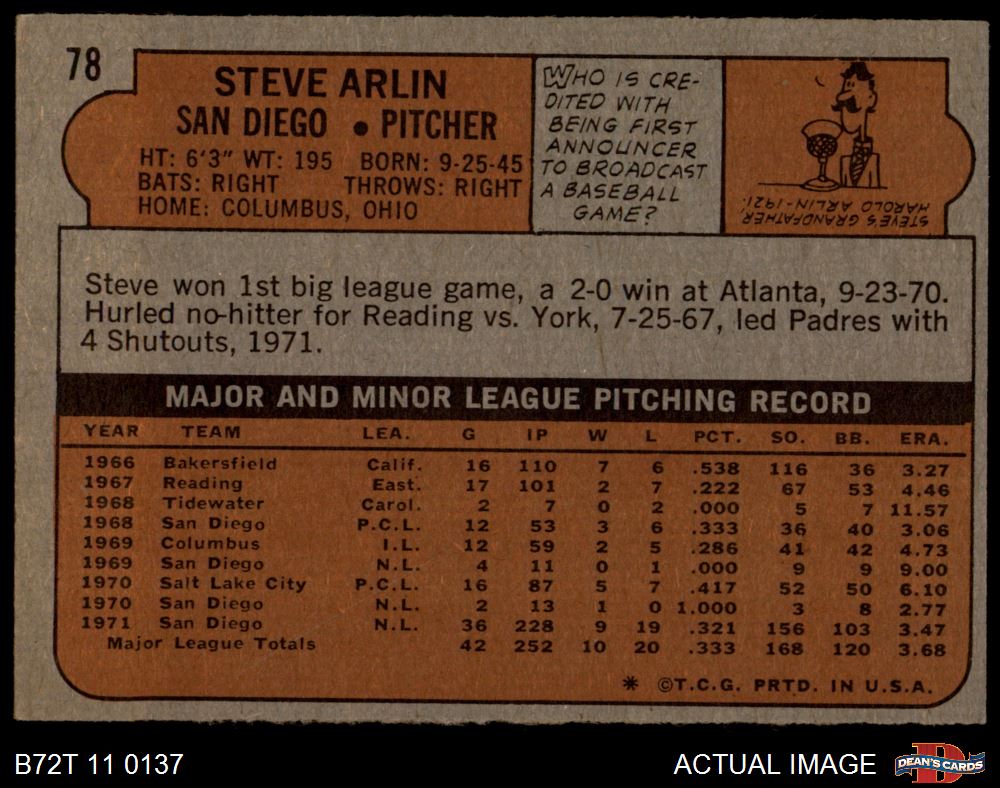 78
STEVE ARLIN
SAN DIEGO • PITCHER
HT: 6'3" WT: 195 BORN: 9-25-45
BATS: RIGHT THROWS: RIGHT
HOME: COLUMBUS, OHIO
WHO IS CRE-
DITED WITH
BEING FIRST
ANNOUNCER
TO BROADCAST
A BASEBALL
GAME?
STEVE'S GRANDFATHER,
HAROLD ARLIN-1921.
Steve won 1st big league game, a 2-0 win at Atlanta, 9-23-70.
Hurled no-hitter for Reading vs. York, 7-25-67, led Padres with
4 Shutouts, 1971.
MAJOR AND MINOR LEAGUE PITCHING RECORD
YEAR TEAM LEA. G IP W L PCT. SO. BB. ERA.
1966 Bakersfield Calif. 16 110 7 6 .538 116 36 3.27
1967 Reading East. 17 101 2 7 .222 67 53 4.46
1968 Tidewater Carol. 2 7 0 2 .000 5 7 11.57
1968 San Diego P.C.L. 12 53 3 6 .333 36 40 3.06
1969 Columbus I.L. 12 59 2 5 .286 41 42 4.73
1969 San Diego N.L. 4 11 0 1 .000 9 9 9.00
1970 Salt Lake City P.C.L. 16 87 5 7 .417 52 50 6.10
1970 San Diego N.L. 2 13 1 0 1.000 3 8 2.77
1971 San Diego N.L. 36 228 9 19 .321 156 103 3.47
Major League Totals 42 252 10 20 .333 168 120 3.68
* ©T.C.G. PRTD. IN U.S.A.
B72T 11 0137
ACTUAL IMAGE
DEAN'S CARDS